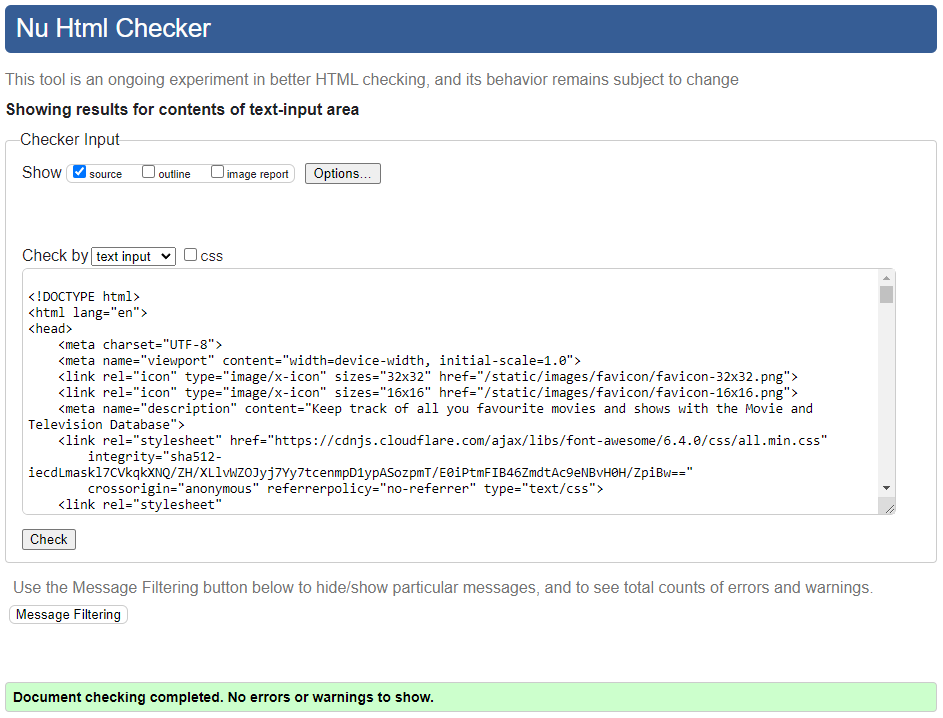 Nu Html Checker
This tool is an ongoing experiment in better HTML checking, and its behavior remains subject to change
Showing results for contents of text-input area
Checker Input
Show source outline image report Options...
Check by text input css
<!DOCTYPE html>
<html lang="en">
<head>
    <meta charset="UTF-8">
    <meta name="viewport" content="width=device-width, initial-scale=1.0">
    <link rel="icon" type="image/x-icon" sizes="32x32" href="/static/images/favicon/favicon-32x32.png">
    <link rel="icon" type="image/x-icon" sizes="16x16" href="/static/images/favicon/favicon-16x16.png">
    <meta name="description" content="Keep track of all you favourite movies and shows with the Movie and
Television Database">
    <link rel="stylesheet" href="https://cdnjs.cloudflare.com/ajax/libs/font-awesome/6.4.0/css/all.min.css"
        integrity="sha512-
iecdLmaskl7CVkqkXNQ/ZH/XLlvWZOJyj7Yy7tcenmpD1ypASozpmT/E0iPtmFIB46ZmdtAc9eNBvH0H/ZpiBw=="
        crossorigin="anonymous" referrerpolicy="no-referrer" type="text/css">
    <link rel="stylesheet"
Check
Use the Message Filtering button below to hide/show particular messages, and to see total counts of errors and warnings.
Message Filtering
Document checking completed. No errors or warnings to show.